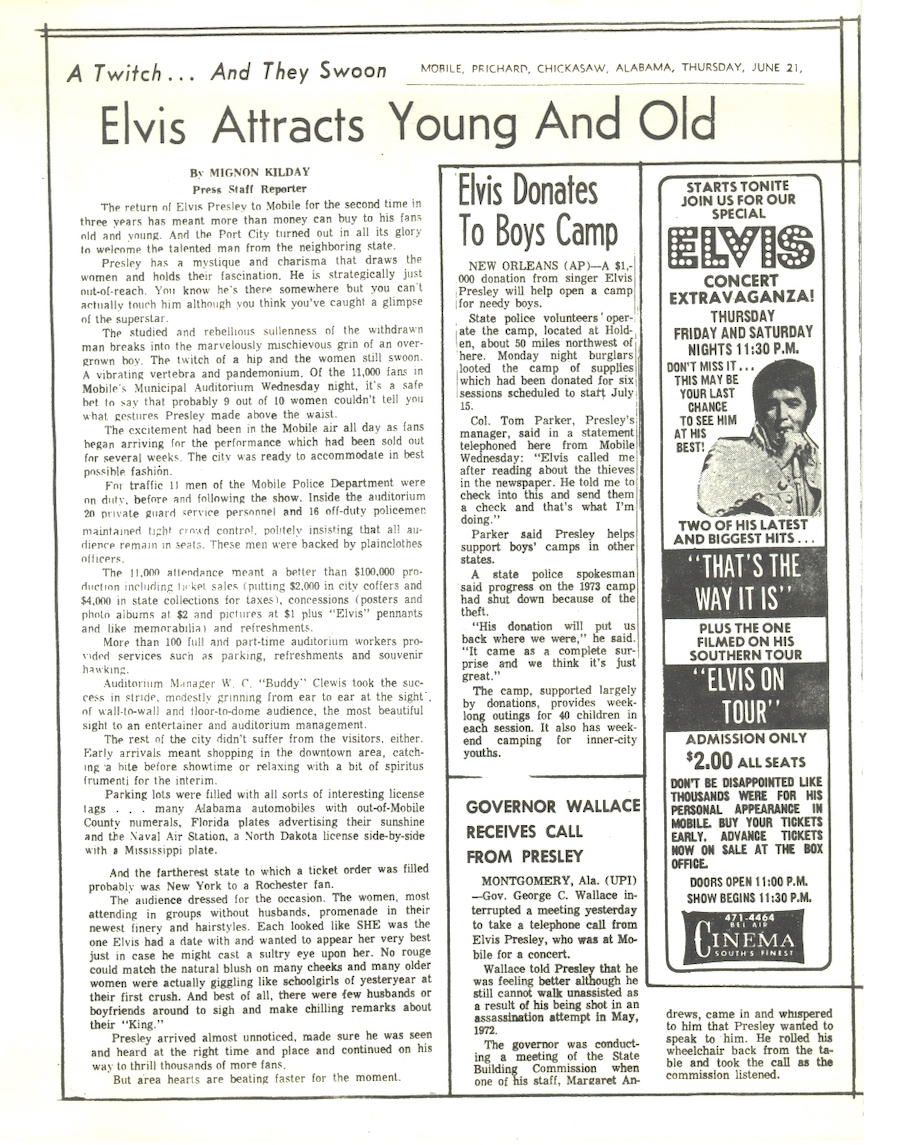 A Twitch... And They Swoon
MOBILE, PRICHARD, CHICKASAW, ALABAMA, THURSDAY, JUNE 21,
Elvis Attracts Young And Old
By MIGNON KILDAY
Press Staff Reporter
The return of Elvis Presley to Mobile for the second time in
three years has meant more than money can buy to his fans
old and young. And the Port City turned out in all its glory
to welcome the talented man from the neighboring state.
Presley has a mystique and charisma that draws the
women and holds their fascination. He is strategically just
out-of-reach. You know he's there somewhere but you can't
actually touch him although you think you've caught a glimpse
of the superstar.
The studied and rebellious sullenness of the withdrawn
man breaks into the marvelously mischievous grin of an over-
grown boy. The twitch of a hip and the women still swoon.
A vibrating vertebra and pandemonium. Of the 11,000 fans in
Mobile's Municipal Auditorium Wednesday night, it's a safe
bet to say that probably 9 out of 10 women couldn't tell you
what gestures Presley made above the waist.
The excitement had been in the Mobile air all day as fans
began arriving for the performance which had been sold out
for several weeks. The city was ready to accommodate in best
possible fashion.
For traffic 11 men of the Mobile Police Department were
on duty, before and following the show. Inside the auditorium
20 private guard service personnel and 16 off-duty policemen
maintained tight crowd control, politely insisting that all au-
dience remain in seats. These men were backed by plainclothes
officers.
The 11,000 attendance meant a better than $100,000 pro-
duction including ticket sales (putting $2,000 in city coffers and
$4,000 in state collections for taxes), concessions (posters and
photo albums at $2 and pictures at $1 plus "Elvis" pennants
and like memorabilia) and refreshments.
More than 100 full and part-time auditorium workers pro-
vided services such as parking, refreshments and souvenir
hawking.
Auditorium Manager W. C. "Buddy" Clewis took the suc-
cess in stride, modestly grinning from ear to ear at the sight
of wall-to-wall and floor-to-dome audience, the most beautiful
sight to an entertainer and auditorium management.
The rest of the city didn't suffer from the visitors, either.
Early arrivals meant shopping in the downtown area, catch-
ing a bite before showtime or relaxing with a bit of spiritus
frumenti for the interim.
Parking lots were filled with all sorts of interesting license
tags . . . many Alabama automobiles with out-of-Mobile
County numerals, Florida plates advertising their sunshine
and the Naval Air Station, a North Dakota license side-by-side
with a Mississippi plate.
And the fartherest state to which a ticket order was filled
probably was New York to a Rochester fan.
The audience dressed for the occasion. The women, most
attending in groups without husbands, promenade in their
newest finery and hairstyles. Each looked like SHE was the
one Elvis had a date with and wanted to appear her very best
just in case he might cast a sultry eye upon her. No rouge
could match the natural blush on many cheeks and many older
women were actually giggling like schoolgirls of yesteryear at
their first crush. And best of all, there were few husbands or
boyfriends around to sigh and make chilling remarks about
their "King."
Presley arrived almost unnoticed, made sure he was seen
and heard at the right time and place and continued on his
way to thrill thousands of more fans.
But area hearts are beating faster for the moment.
Elvis Donates
To Boys Camp
NEW ORLEANS (AP)—A $1,-
000 donation from singer Elvis
Presley will help open a camp
for needy boys.
State police volunteers oper-
ate the camp, located at Hold-
en, about 50 miles northwest of
here. Monday night burglars
looted the camp of supplies
which had been donated for six
sessions scheduled to start July
15.
Col. Tom Parker, Presley's
manager, said in a statement
telephoned here from Mobile
Wednesday: "Elvis called me
after reading about the thieves
in the newspaper. He told me to
check into this and send them
a check and that's what I'm
doing."
Parker said Presley helps
support boys' camps in other
states.
A state police spokesman
said progress on the 1973 camp
had shut down because of the
theft.
"His donation will put us
back where we were," he said.
"It came as a complete sur-
prise and we think it's just
great."
The camp, supported largely
by donations, provides week-
long outings for 40 children in
each session. It also has week-
end camping for inner-city
youths.
GOVERNOR WALLACE
RECEIVES CALL
FROM PRESLEY
MONTGOMERY, Ala. (UPI)
—Gov. George C. Wallace in-
terrupted a meeting yesterday
to take a telephone call from
Elvis Presley, who was at Mo-
bile for a concert.
Wallace told Presley that he
was feeling better although he
still cannot walk unassisted as
a result of his being shot in an
assassination attempt in May,
1972.
The governor was conduct-
ing a meeting of the State
Building Commission when
one of his staff, Margaret An-
drews, came in and whispered
to him that Presley wanted to
speak to him. He rolled his
wheelchair back from the ta-
ble and took the call as the
commission listened.
STARTS TONITE
JOIN US FOR OUR
SPECIAL
ELVIS
CONCERT
EXTRAVAGANZA!
THURSDAY
FRIDAY AND SATURDAY
NIGHTS 11:30 P.M.
DON'T MISS IT...
THIS MAY BE
YOUR LAST
CHANCE
TO SEE HIM
AT HIS
BEST!
TWO OF HIS LATEST
AND BIGGEST HITS...
"THAT'S THE
WAY IT IS"
PLUS THE ONE
FILMED ON HIS
SOUTHERN TOUR
"ELVIS ON
TOUR"
ADMISSION ONLY
$2.00 ALL SEATS
DON'T BE DISAPPOINTED LIKE
THOUSANDS WERE FOR HIS
PERSONAL APPEARANCE IN
MOBILE. BUY YOUR TICKETS
EARLY. ADVANCE TICKETS
NOW ON SALE AT THE BOX
OFFICE.
DOORS OPEN 11:00 P.M.
SHOW BEGINS 11:30 P.M.
471-4464
BEL AIR
CINEMA
SOUTH'S FINEST